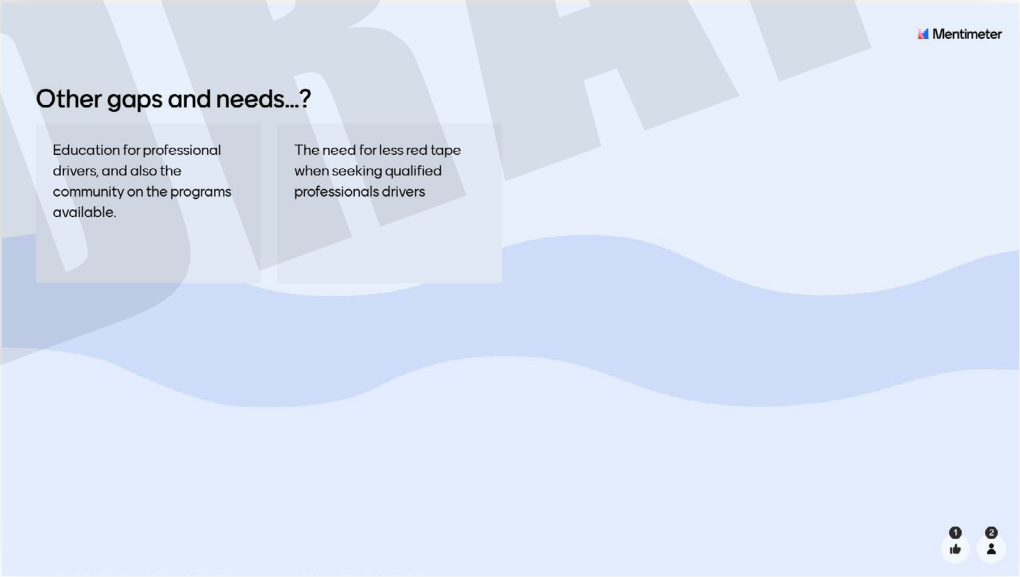 Mentimeter
Other gaps and needs...?
Education for professional
drivers, and also the
community on the programs
available.
The need for less red tape
when seeking qualified
professionals drivers
1
2
DRA